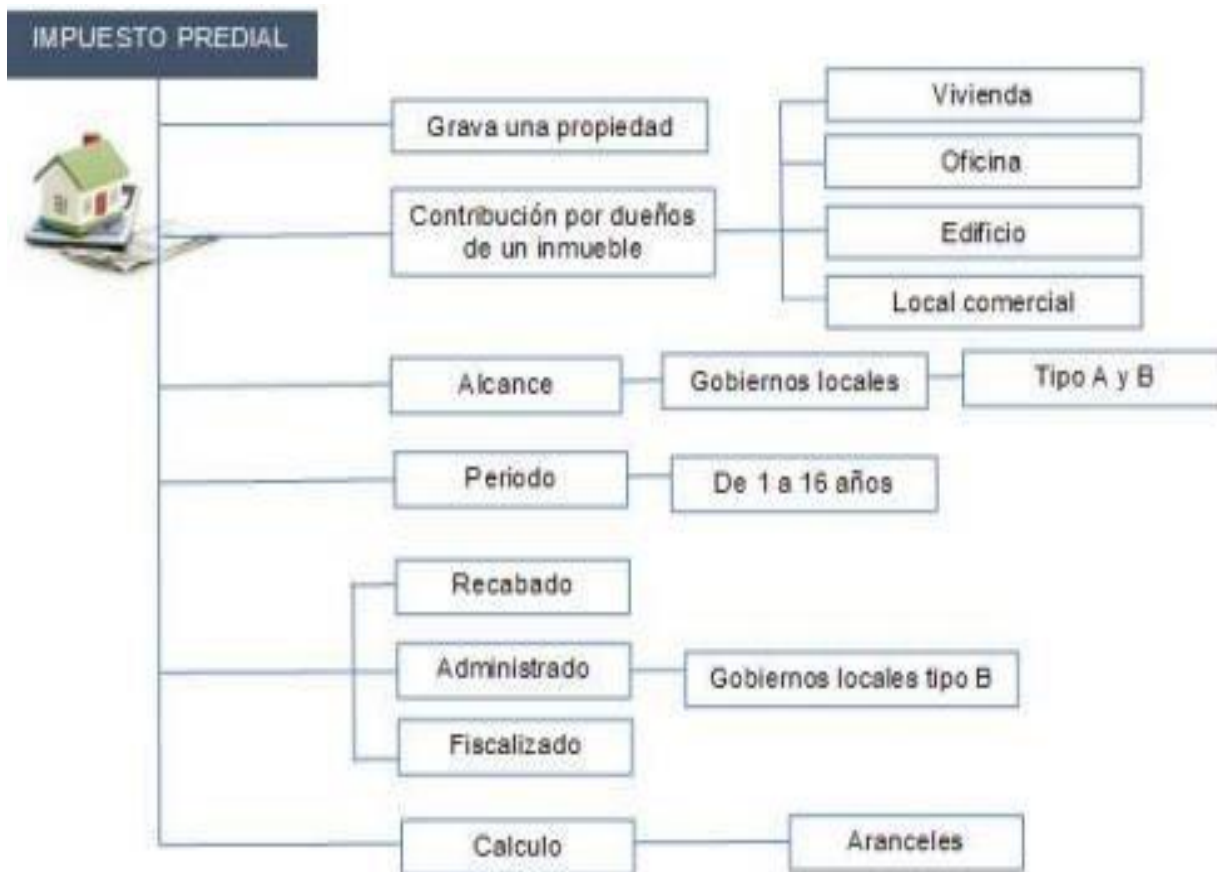 IMPUESTO PREDIAL
Grava una propiedad
Contribución por dueños
de un inmueble
Vivienda
Oficina
Edificio
Local comercial
Alcance
Gobiernos locales
Tipo A y B
Periodo
De 1 a 16 años
Recabado
Administrado
Gobiernos locales tipo B
Fiscalizado
Calculo
Aranceles